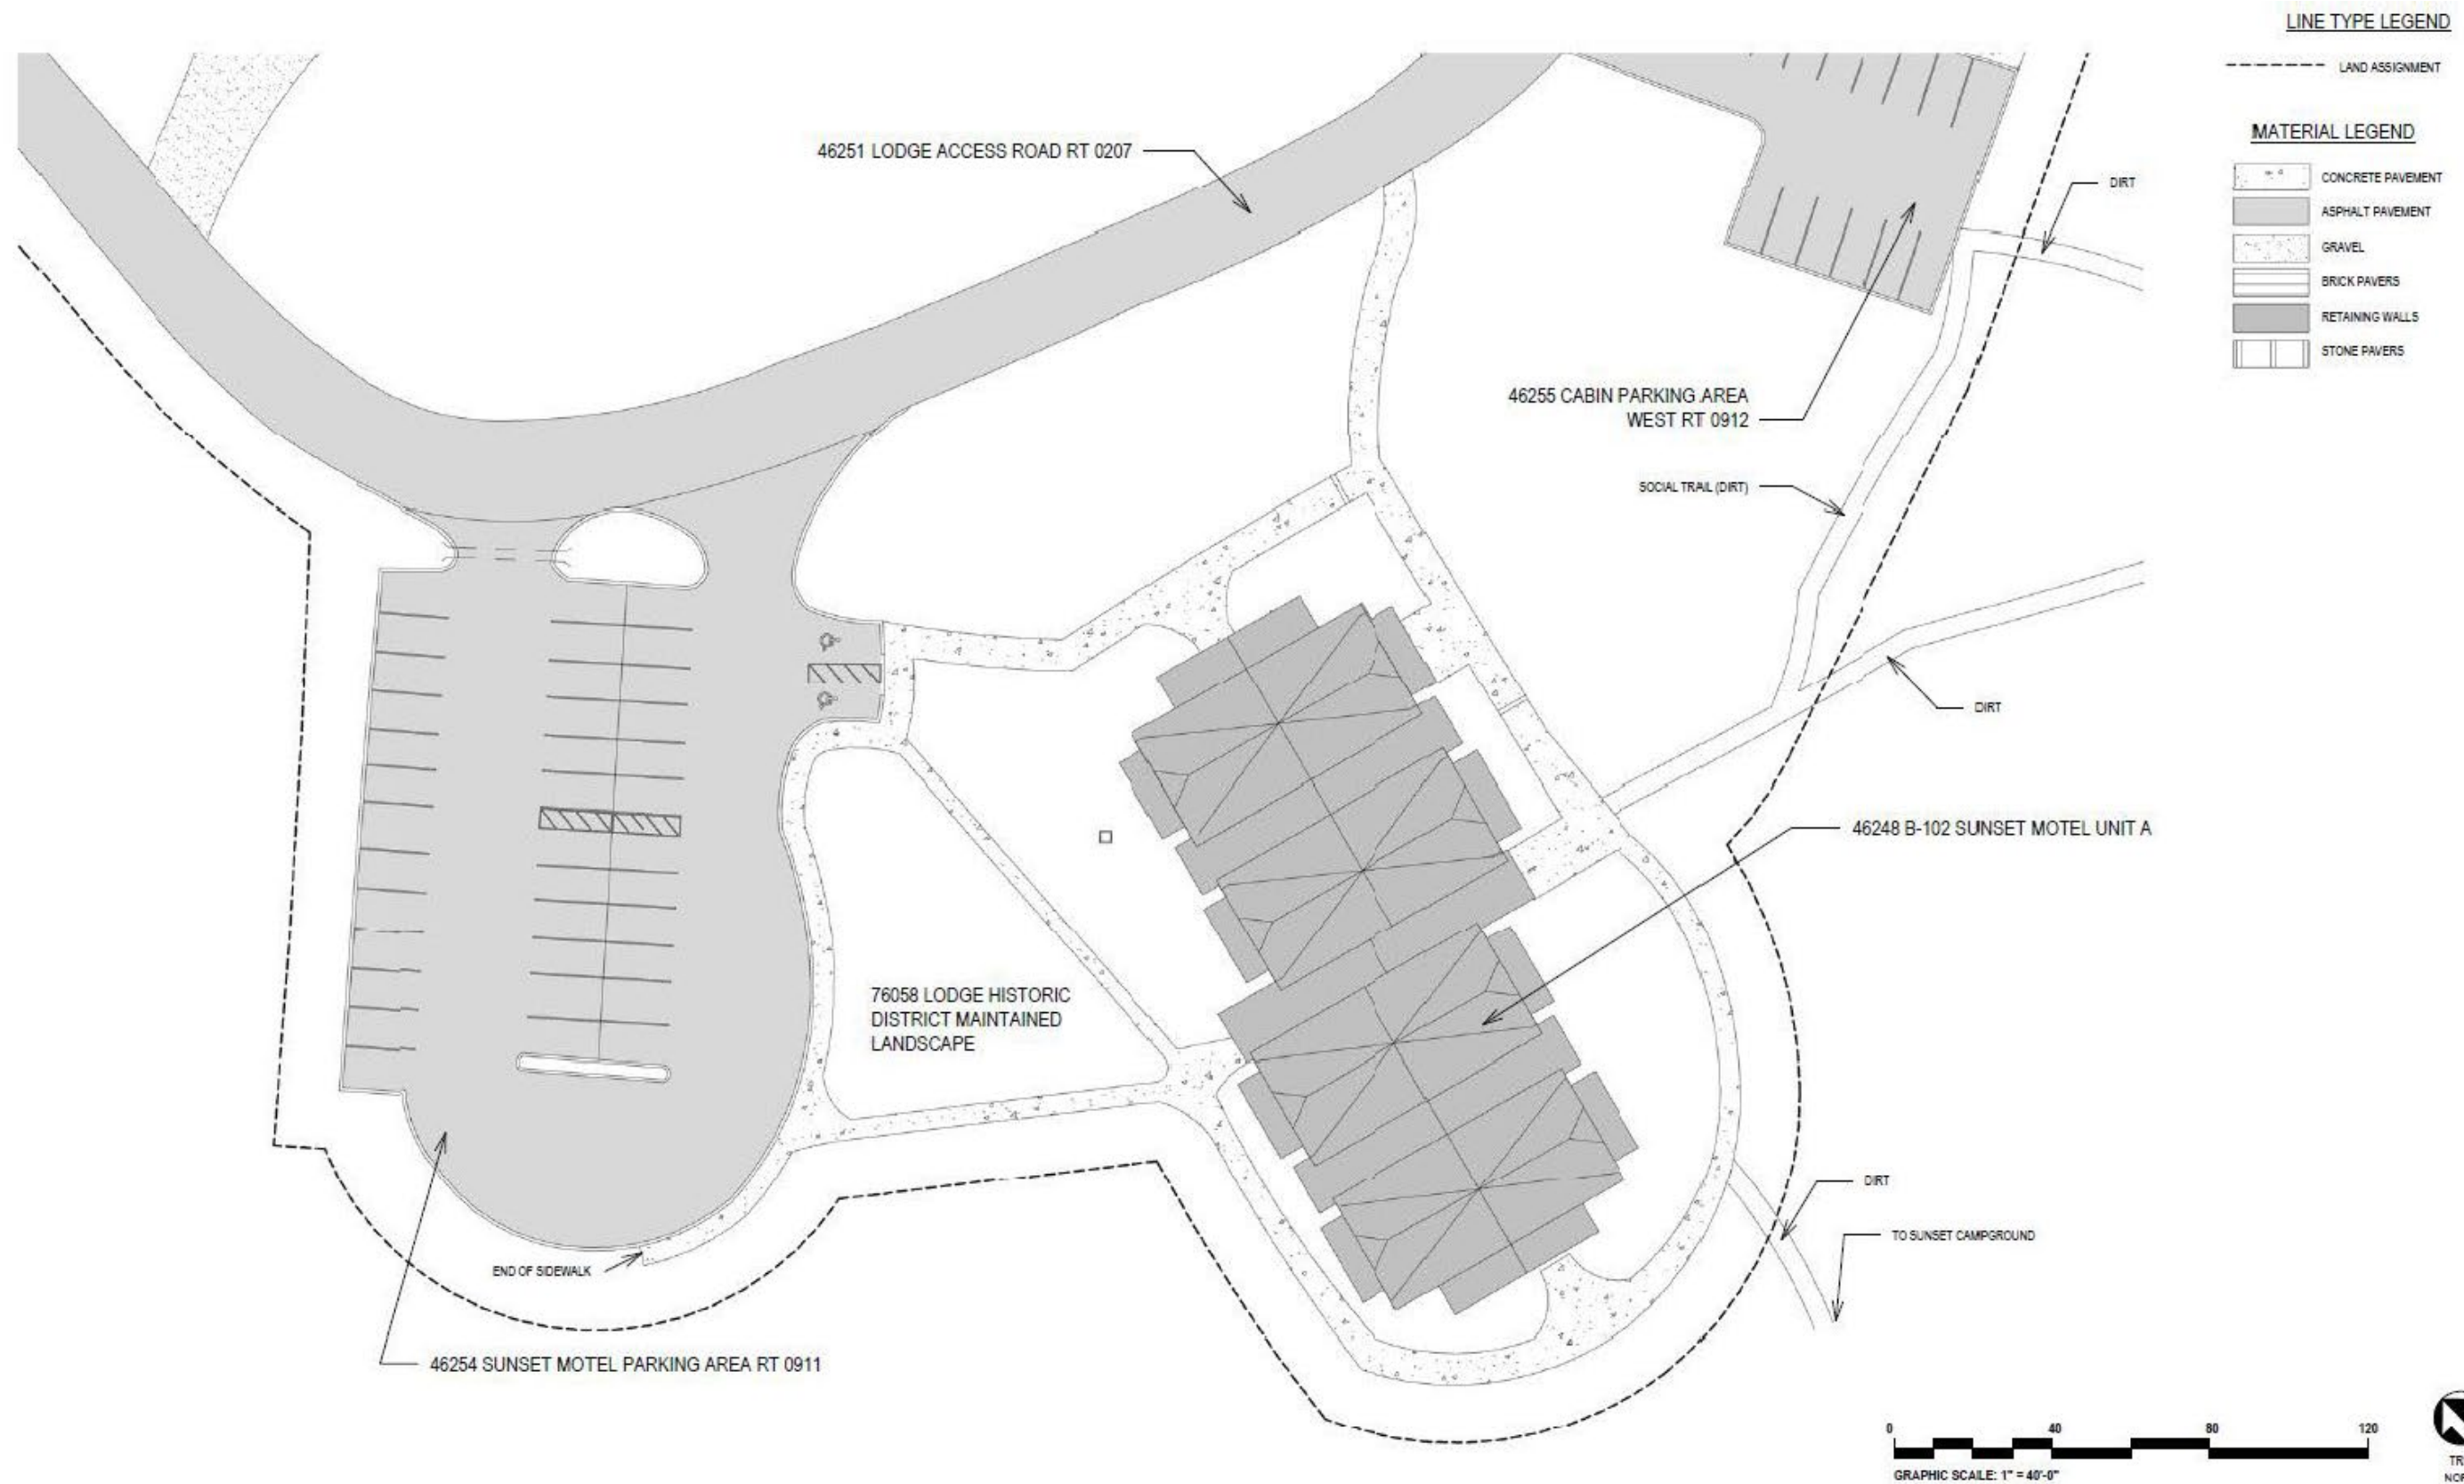 LINE TYPE LEGEND
LAND ASSIGNMENT
MATERIAL LEGEND
CONCRETE PAVEMENT
ASPHALT PAVEMENT
GRAVEL
BRICK PAVERS
RETAINING WALLS
STONE PAVERS
46251 LODGE ACCESS ROAD RT 0207
DIRT
46255 CABIN PARKING AREA
WEST RT 0912
SOCIAL TRAIL (DIRT)
DIRT
46248 B-102 SUNSET MOTEL UNIT A
76058 LODGE HISTORIC
DISTRICT MAINTAINED
LANDSCAPE
DIRT
TO SUNSET CAMPGROUND
END OF SIDEWALK
46254 SUNSET MOTEL PARKING AREA RT 0911
0 40 80 120
GRAPHIC SCALE: 1" = 40'-0"